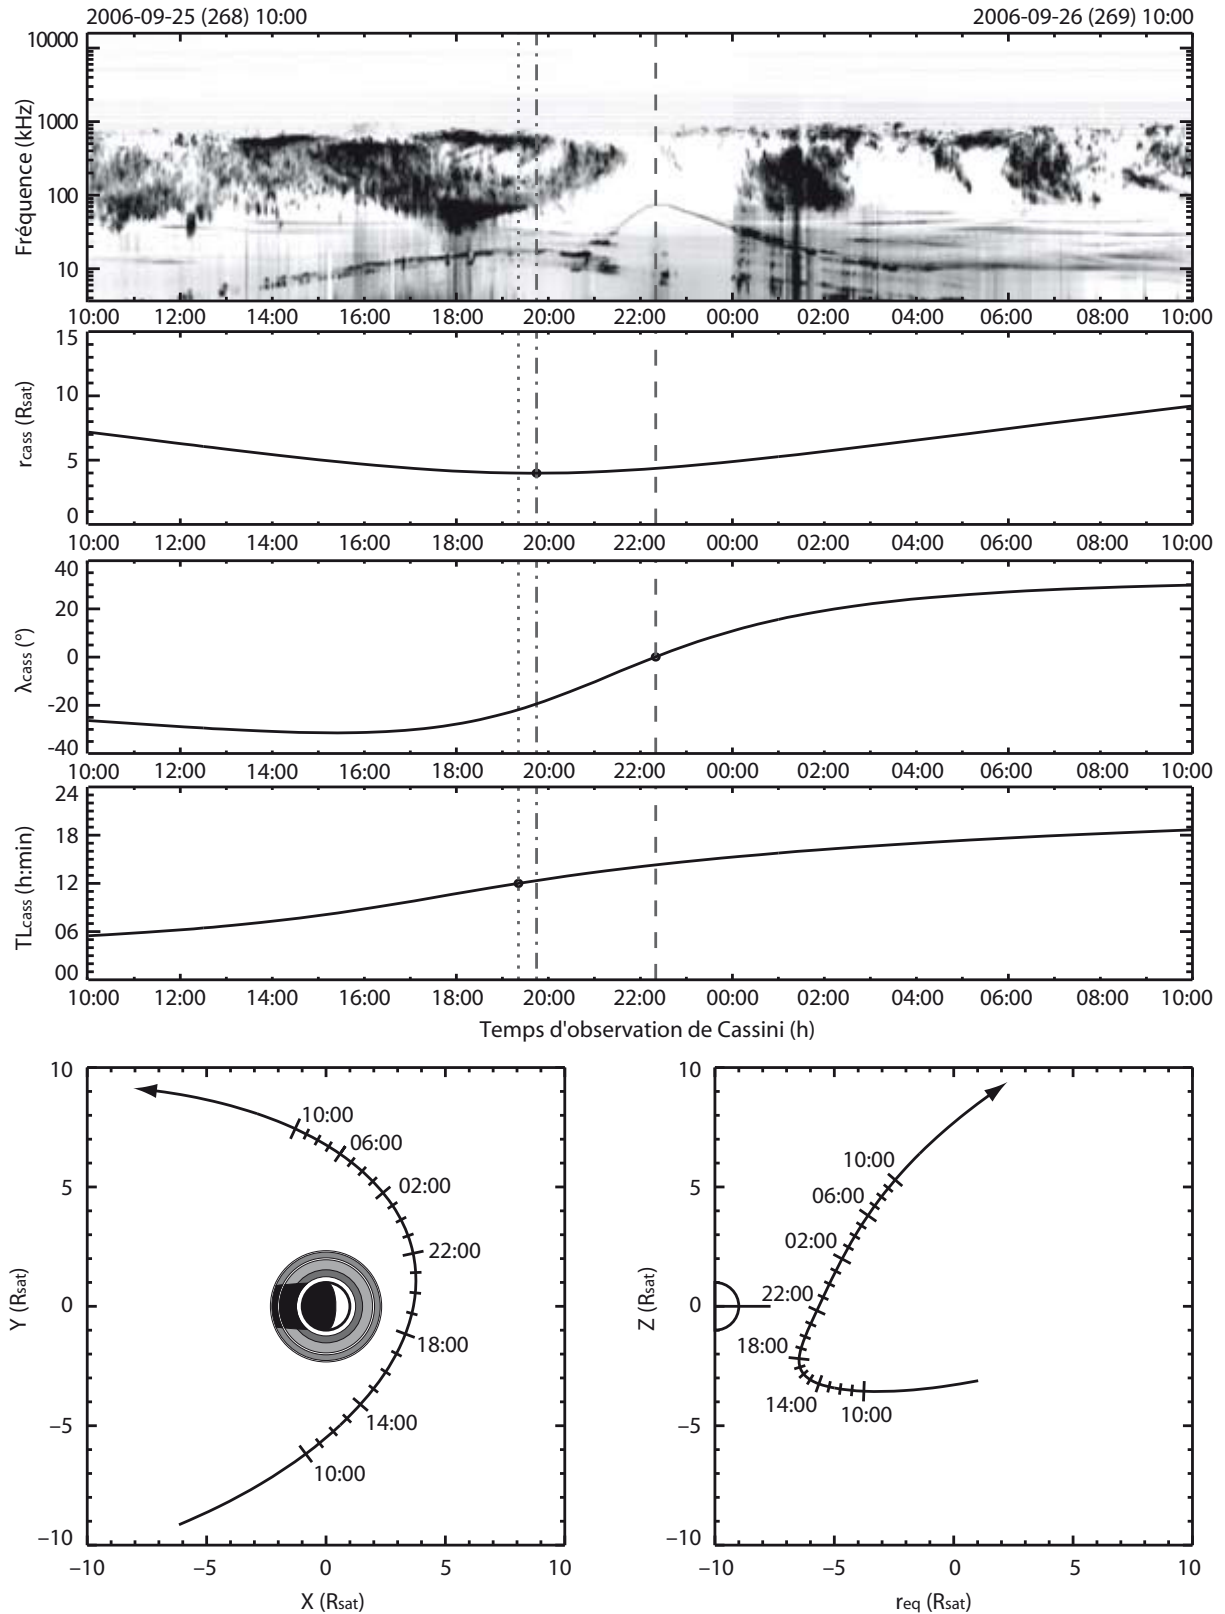 2006-09-25 (268) 10:00 2006-09-26 (269) 10:00
10000
1000
100
10
Fréquence (kHz)
10:00 12:00 14:00 16:00 18:00 20:00 22:00 00:00 02:00 04:00 06:00 08:00 10:00
15
10
5
0
rcass (Rsat)
10:00 12:00 14:00 16:00 18:00 20:00 22:00 00:00 02:00 04:00 06:00 08:00 10:00
40
20
0
-20
-40
λcass (°)
10:00 12:00 14:00 16:00 18:00 20:00 22:00 00:00 02:00 04:00 06:00 08:00 10:00
24
18
12
06
00
TLcass (h:min)
10:00 12:00 14:00 16:00 18:00 20:00 22:00 00:00 02:00 04:00 06:00 08:00 10:00
Temps d'observation de Cassini (h)
10
5
0
−5
−10
Y (Rsat)
10:00
06:00
02:00
22:00
18:00
14:00
10:00
−10 −5 0 5 10
X (Rsat)
10
5
0
−5
−10
Z (Rsat)
10:00
06:00
02:00
22:00
18:00
14:00
10:00
−10 −5 0 5 10
req (Rsat)